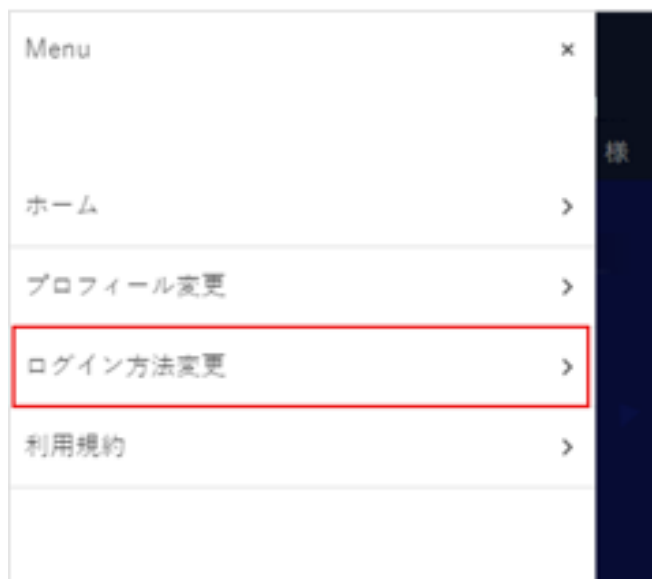 Menu ×
様
ホーム
プロフィール変更
ログイン方法変更
利用規約